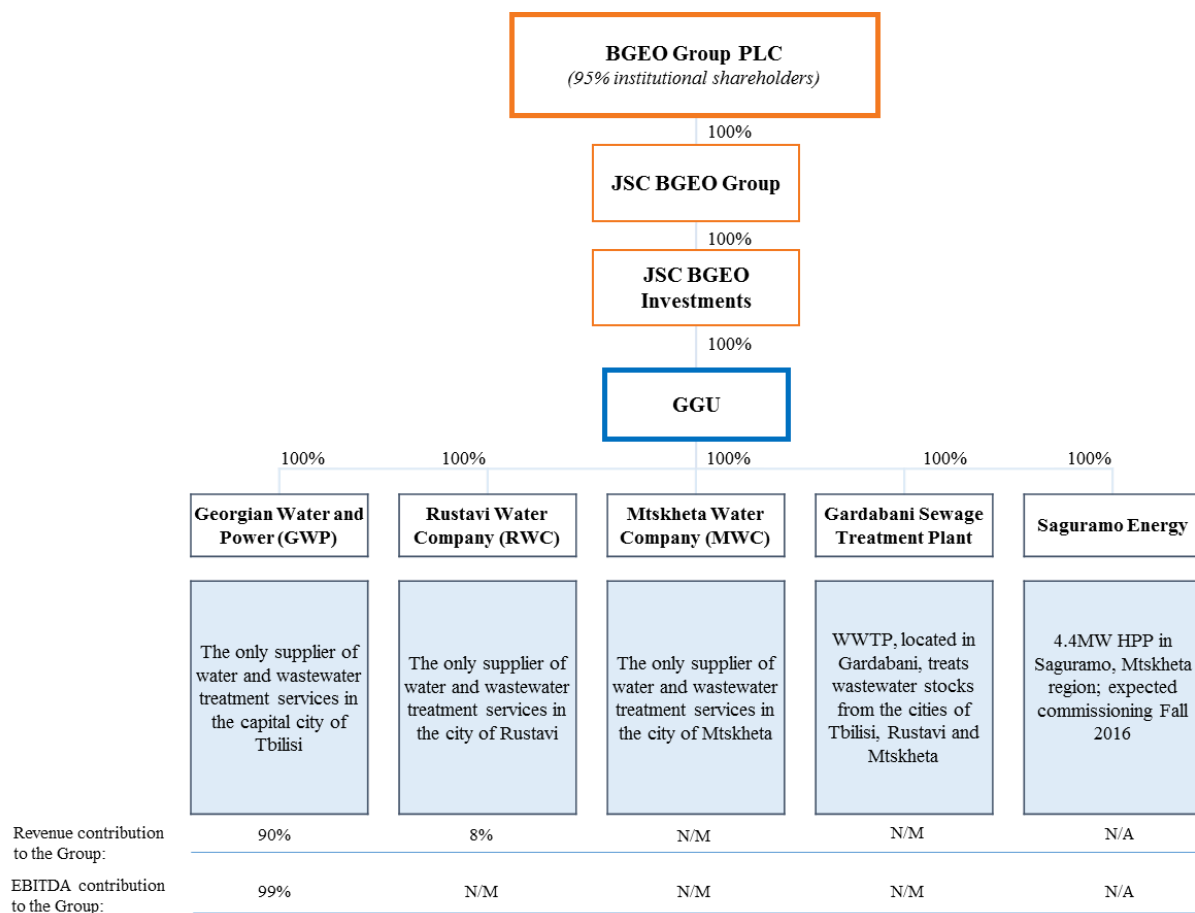 BGEO Group PLC
(95% institutional shareholders)
100%
JSC BGEO Group
100%
JSC BGEO
Investments
100%
GGU
100%
100%
100%
100%
100%
Georgian Water and
Power (GWP)
Rustavi Water
Company (RWC)
Mtskheta Water
Company (MWC)
Gardabani Sewage
Treatment Plant
Saguramo Energy
The only supplier of
water and wastewater
treatment services in
the capital city of
Tbilisi
The only supplier of
water and wastewater
treatment services in
the city of Rustavi
The only supplier of
water and wastewater
treatment services in
the city of Mtskheta
WWTP, located in
Gardabani, treats
wastewater stocks
from the cities of
Tbilisi, Rustavi and
Mtskheta
4.4MW HPP in
Saguramo, Mtskheta
region; expected
commissioning Fall
2016
Revenue contribution
to the Group:
90%
8%
N/M
N/M
N/A
EBITDA contribution
to the Group:
99%
N/M
N/M
N/M
N/A